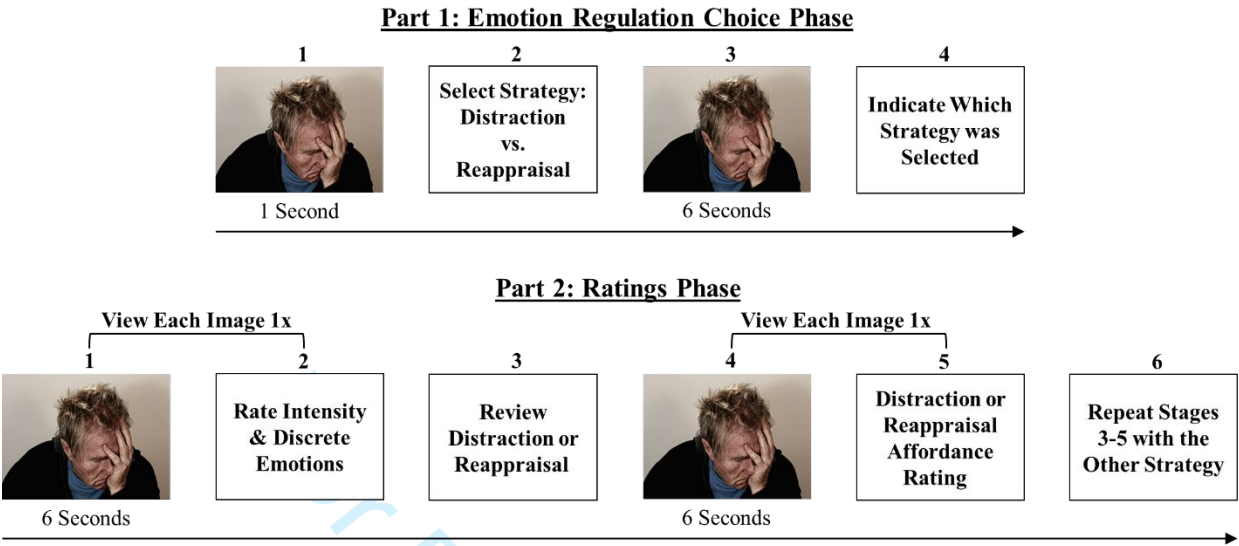 Part 1: Emotion Regulation Choice Phase
1
2
3
4
Select Strategy:
Distraction
vs.
Reappraisal
Indicate Which
Strategy was
Selected
1 Second
6 Seconds
Part 2: Ratings Phase
View Each Image 1x
View Each Image 1x
1
2
3
4
5
6
Rate Intensity
& Discrete
Emotions
Review
Distraction or
Reappraisal
Distraction or
Reappraisal
Affordance
Rating
Repeat Stages
3-5 with the
Other Strategy
6 Seconds
6 Seconds